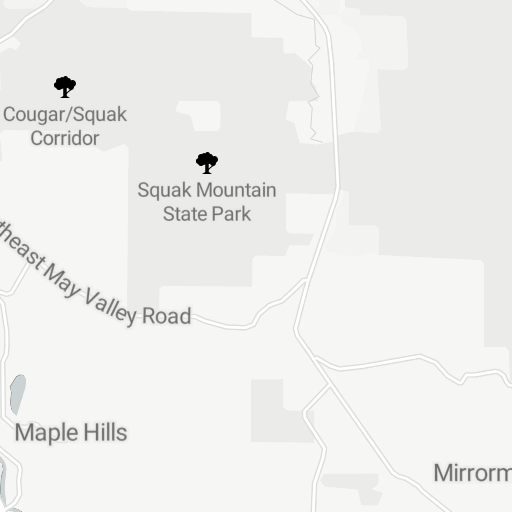 Cougar/Squak
Corridor
Squak Mountain
State Park
theast May Valley Road
Maple Hills
Mirrorm